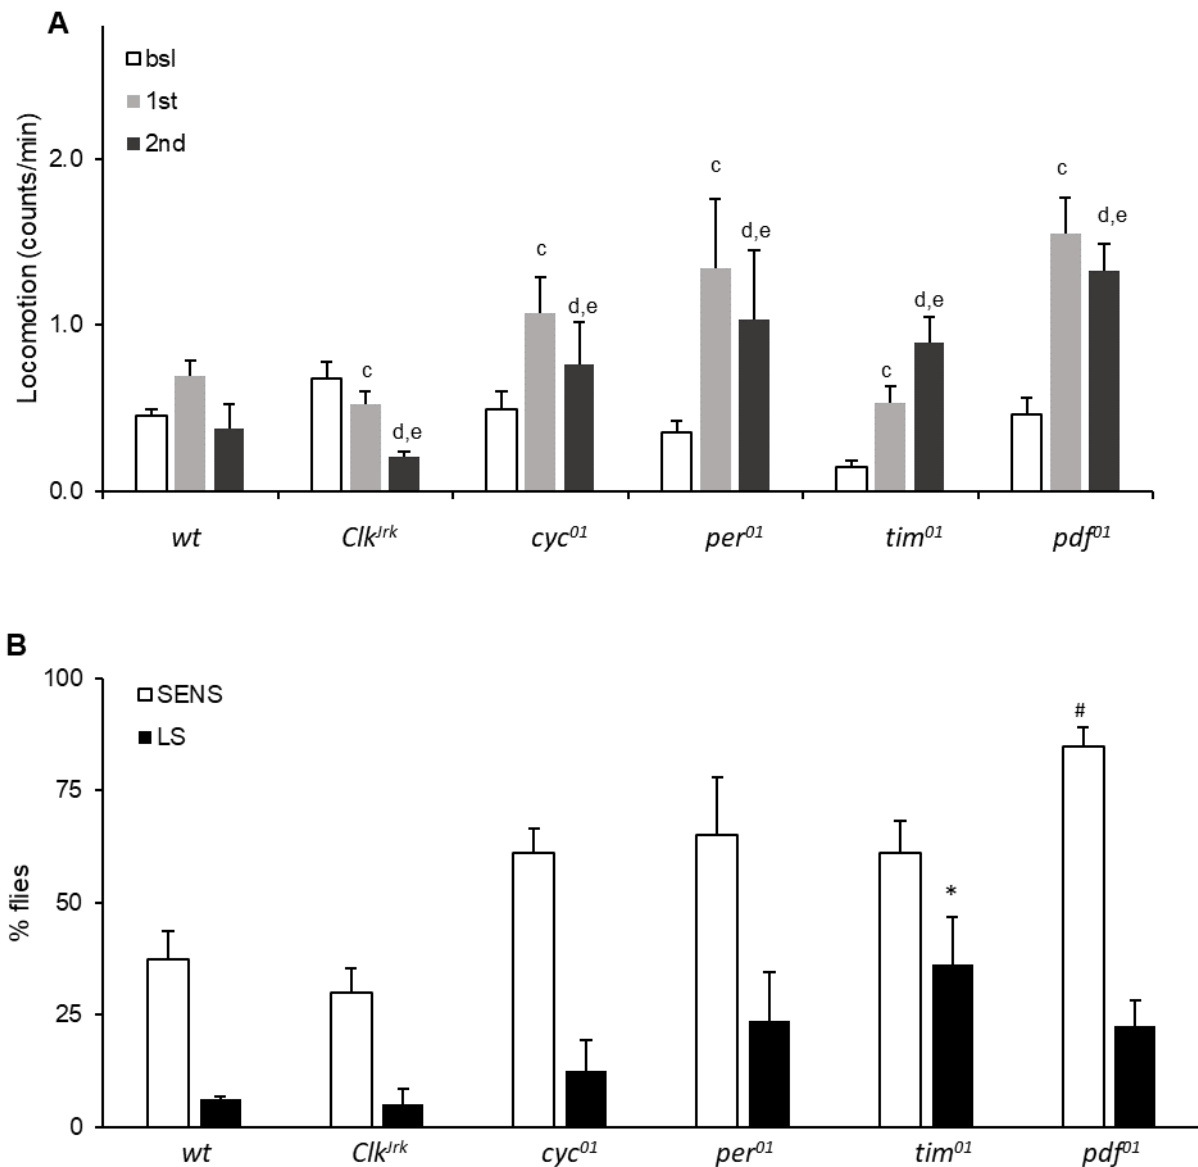 A
bsl
1st
2nd
Locomotion (counts/min)
2.0
1.0
0.0
c
d,e
c
d,e
c
d,e
c
d,e
c
d,e
wt
Clk^Jrk
cyc^01
per^01
tim^01
pdf^01
B
SENS
LS
% flies
100
75
50
25
0
*
#
wt
Clk^Jrk
cyc^01
per^01
tim^01
pdf^01